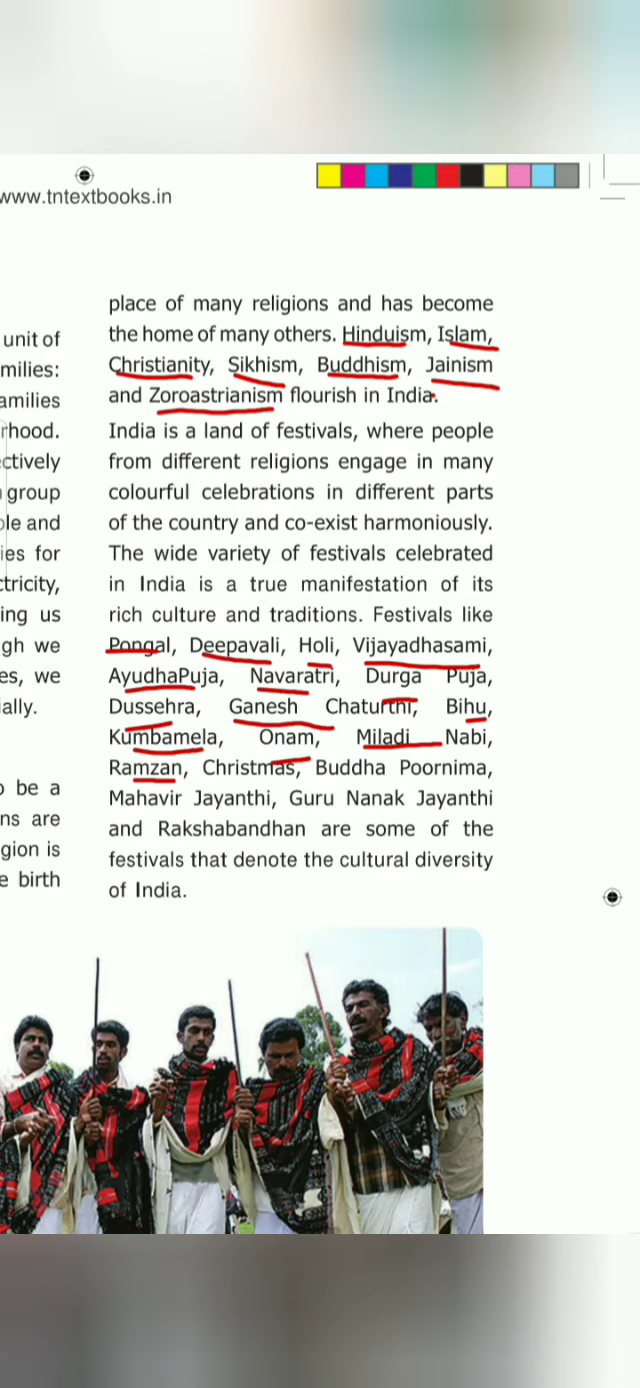 www.tntextbooks.in
unit of
milies:
amilies
rhood.
ctively
group
ple and
ies for
ctricity,
ing us
gh we
es, we
ially.
be a
ns are
gion is
e birth
place of many religions and has become
the home of many others. Hinduism, Islam,
Christianity, Sikhism, Buddhism, Jainism
and Zoroastrianism flourish in India.
India is a land of festivals, where people
from different religions engage in many
colourful celebrations in different parts
of the country and co-exist harmoniously.
The wide variety of festivals celebrated
in India is a true manifestation of its
rich culture and traditions. Festivals like
Pongal, Deepavali, Holi, Vijayadhasami,
AyudhaPuja, Navaratri, Durga Puja,
Dussehra, Ganesh Chaturthi, Bihu,
Kumbamela, Onam, Miladi Nabi,
Ramzan, Christmas, Buddha Poornima,
Mahavir Jayanthi, Guru Nanak Jayanthi
and Rakshabandhan are some of the
festivals that denote the cultural diversity
of India.